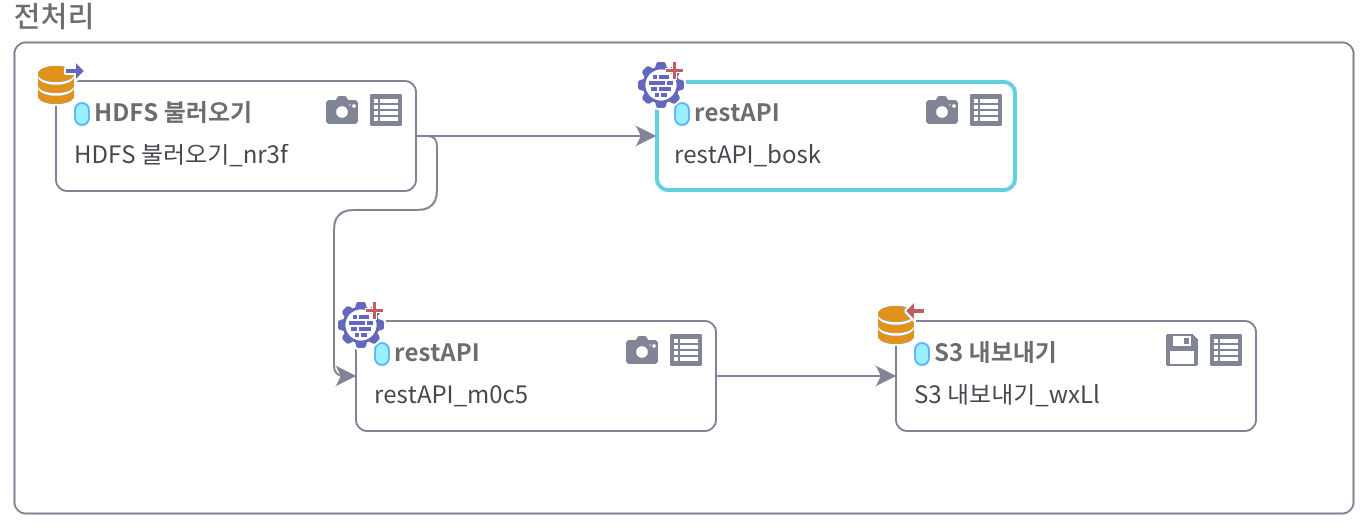 전처리
HDFS 불러오기
HDFS 불러오기_nr3f
restAPI
restAPI_bosk
restAPI
restAPI_m0c5
S3 내보내기
S3 내보내기_wxLl